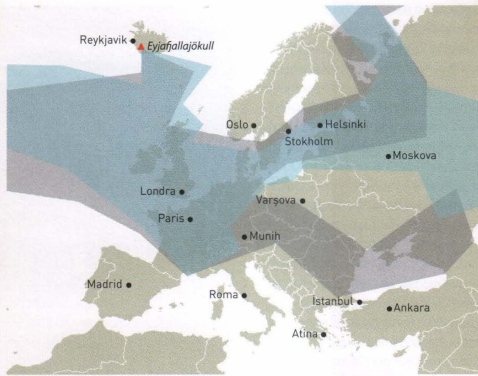 Reykjavik
Eyjafjallajökull
Oslo
Helsinki
Stokholm
Moskova
Londra
Varşova
Paris
Munih
Madrid
Roma
İstanbul
Ankara
Atina